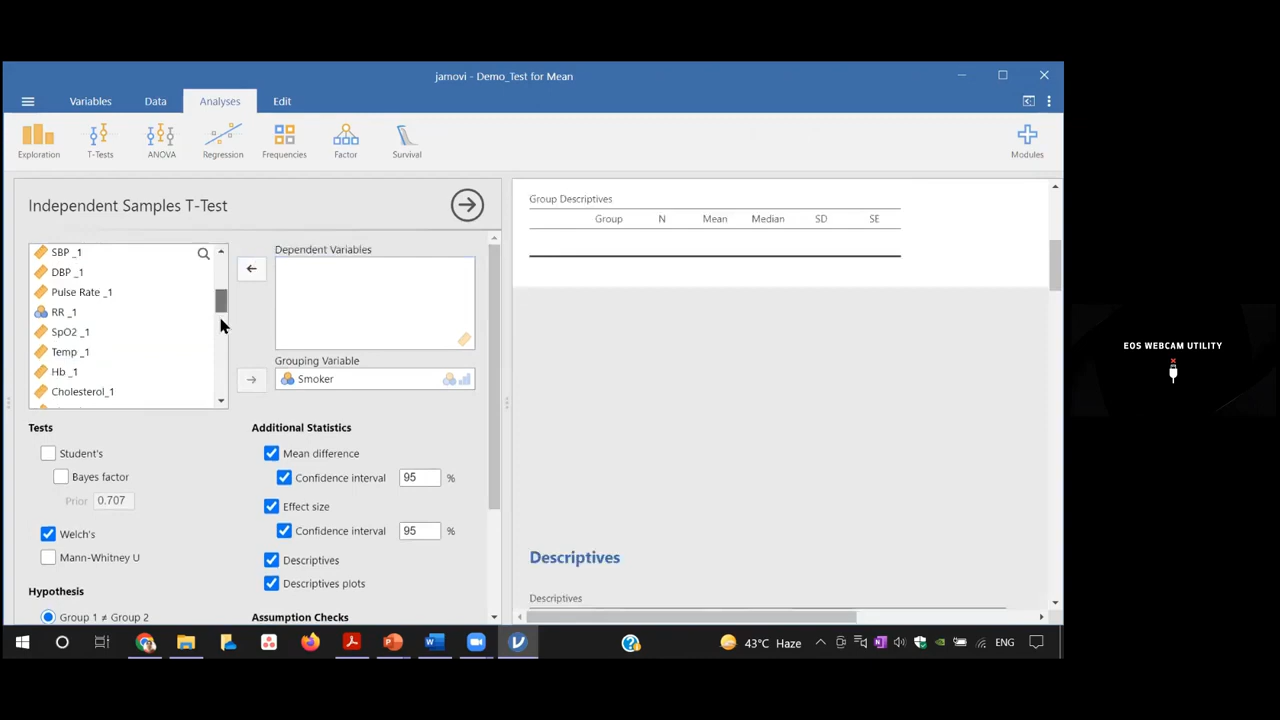 jamovi - Demo_Test for Mean
Variables
Data
Analyses
Edit
Exploration
T-Tests
ANOVA
Regression
Frequencies
Factor
Survival
Modules
Independent Samples T-Test
SBP _1
DBP _1
Pulse Rate _1
RR _1
SpO2 _1
Temp _1
Hb _1
Cholesterol_1
Dependent Variables
Grouping Variable
Smoker
Tests
Student's
Bayes factor
Prior 0.707
Welch's
Mann-Whitney U
Hypothesis
Group 1 ≠ Group 2
Additional Statistics
Mean difference
Confidence interval 95 %
Effect size
Confidence interval 95 %
Descriptives
Descriptives plots
Assumption Checks
Group Descriptives
Group N Mean Median SD SE
Descriptives
Descriptives
EOS WEBCAM UTILITY
43°C Haze
ENG